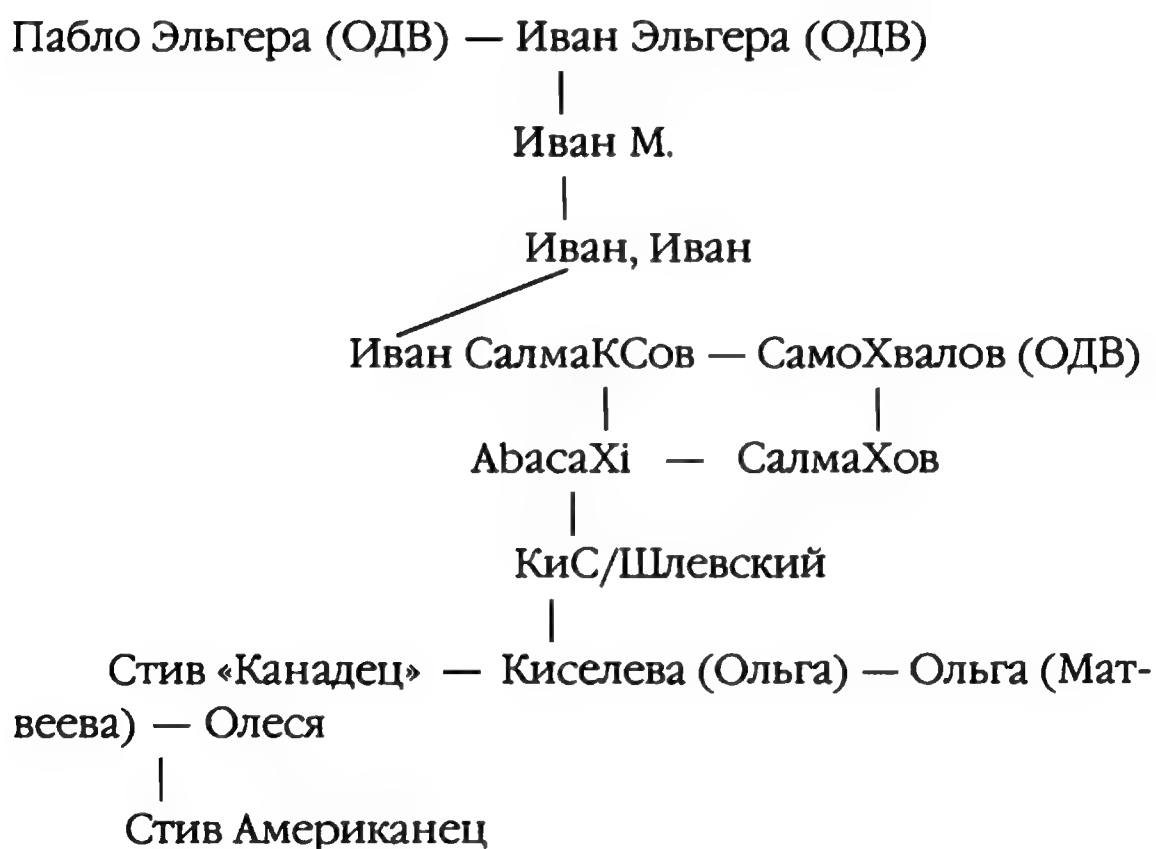 Пабло Эльгера (ОДВ) — Иван Эльгера (ОДВ)
|
Иван М.
|
Иван, Иван
Иван СалмаКСов — СамоХвалов (ОДВ)
| |
AbacaXi — СалмаХов
|
КиС/Шлевский
|
Стив «Канадец» — Киселева (Ольга) — Ольга (Мат-
веева) — Олеся
|
Стив Американец